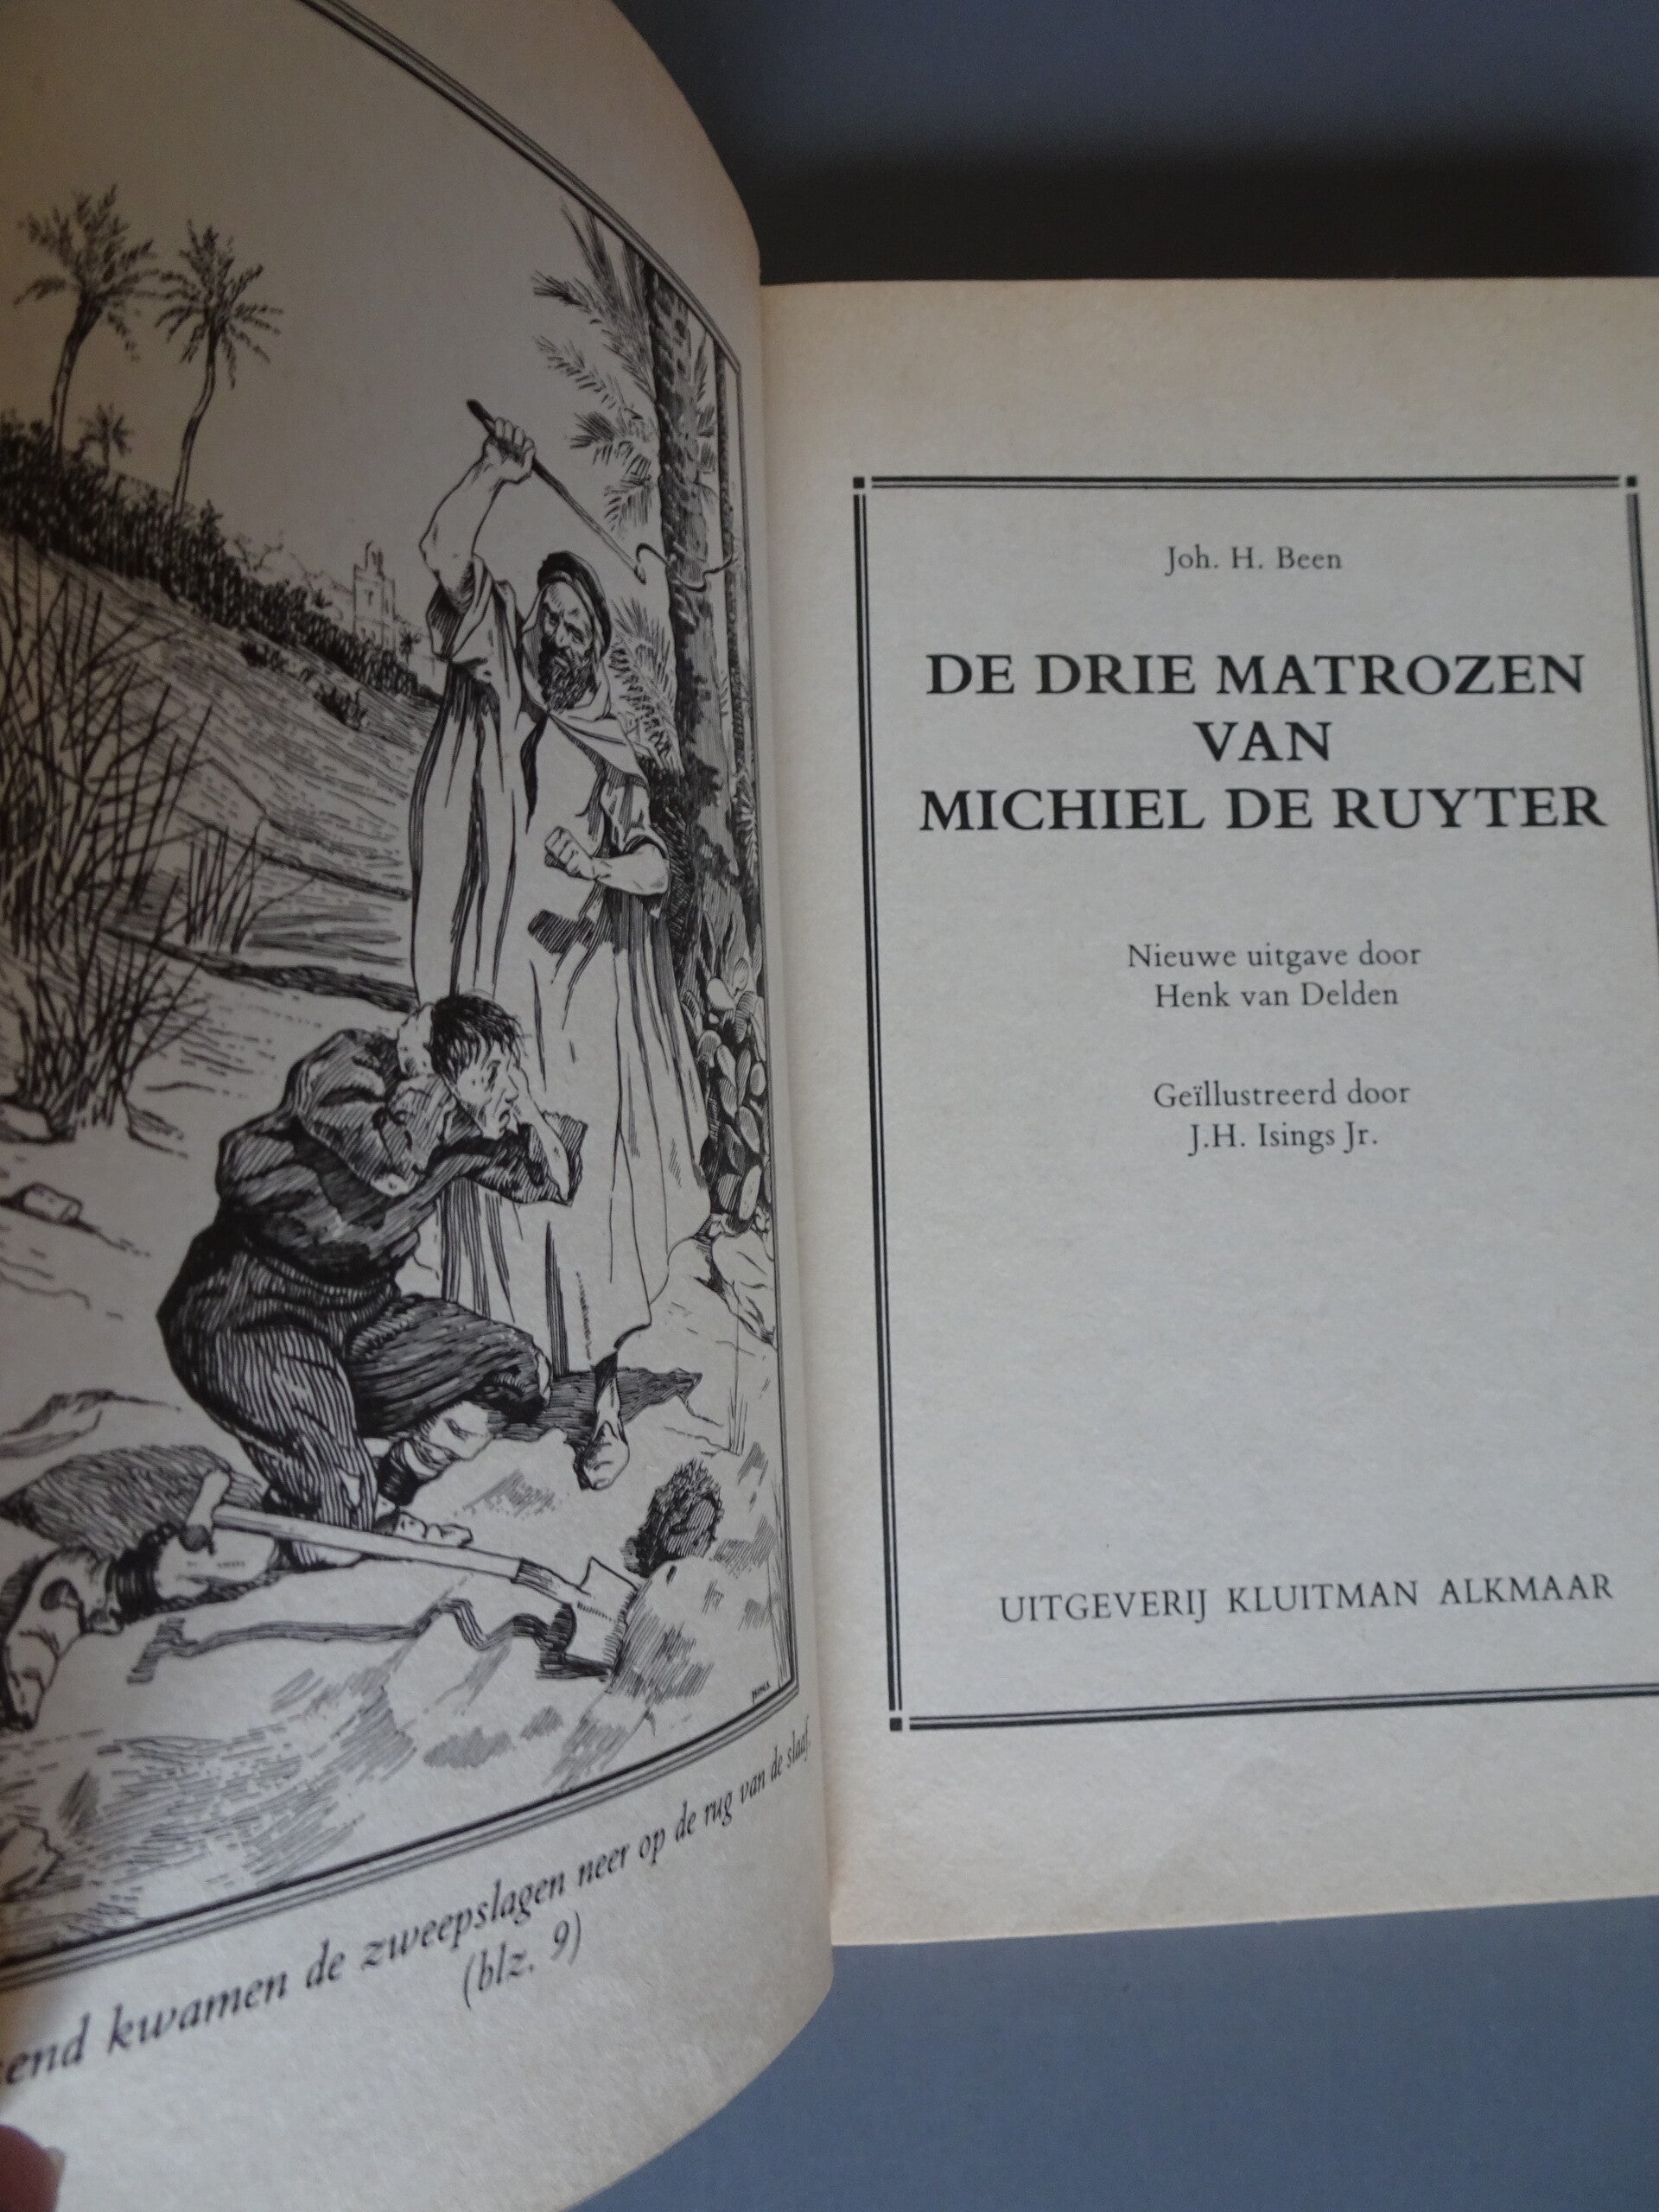 kwamen de zweepslagen neer op de rug van de slaaf.
(blz. 9)
Joh. H. Been
DE DRIE MATROZEN
VAN
MICHIEL DE RUYTER
Nieuwe uitgave door
Henk van Delden
Geïllustreerd door
J.H. Isings Jr.
UITGEVERIJ KLUITMAN ALKMAAR